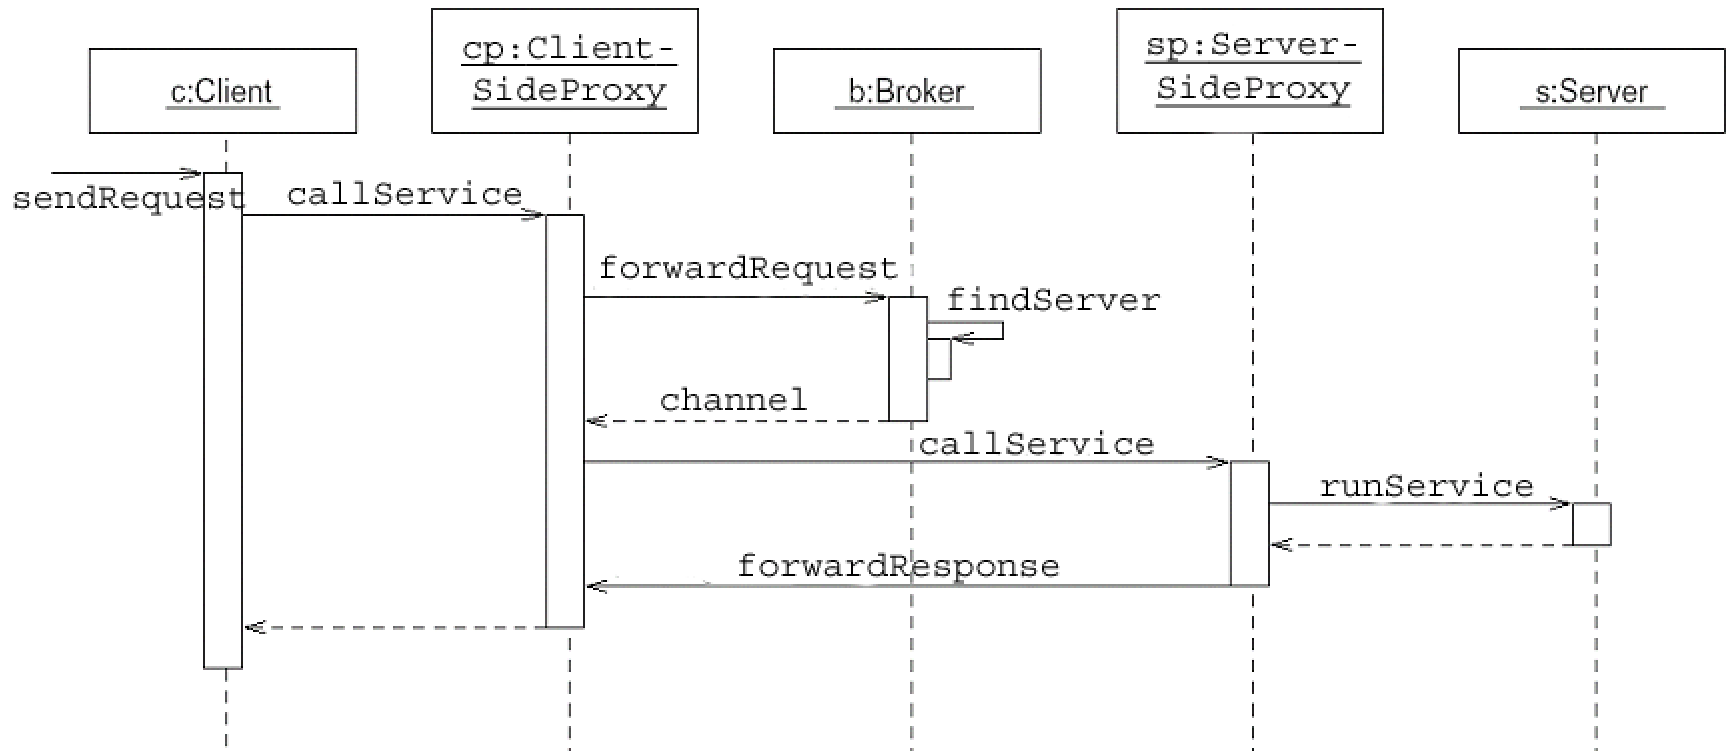 c:Client
cp:Client-
SideProxy
b:Broker
sp:Server-
SideProxy
s:Server
sendRequest
callService
forwardRequest
findServer
channel
callService
runService
forwardResponse